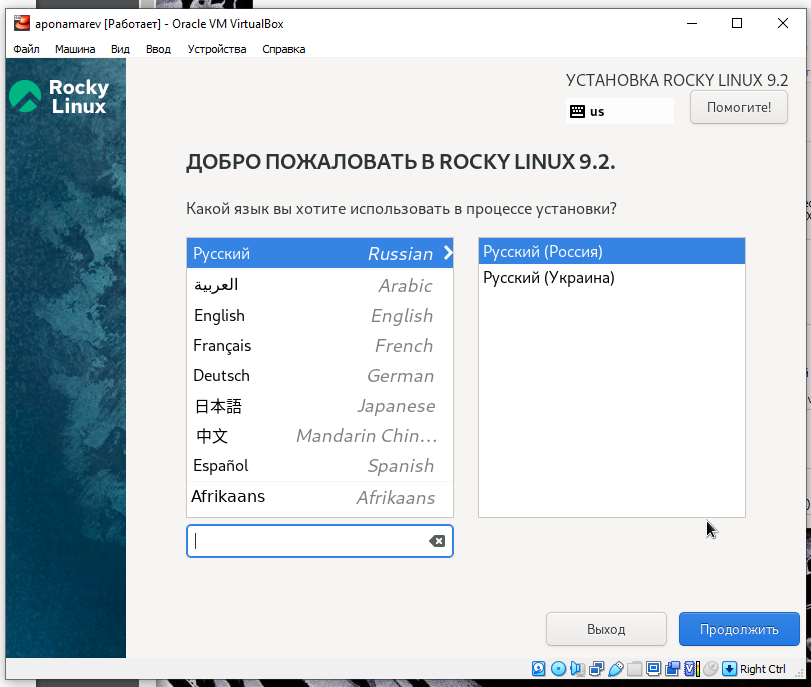 aponamarev [Работает] - Oracle VM VirtualBox
Файл Машина Вид Ввод Устройства Справка
Rocky
Linux
УСТАНОВКА ROCKY LINUX 9.2
us
Помогите!
ДОБРО ПОЖАЛОВАТЬ В ROCKY LINUX 9.2.
Какой язык вы хотите использовать в процессе установки?
Русский Russian
العربية Arabic
English English
Français French
Deutsch German
日本語 Japanese
中文 Mandarin Chin…
Español Spanish
Afrikaans Afrikaans
Русский (Россия)
Русский (Украина)
Выход
Продолжить
Right Ctrl